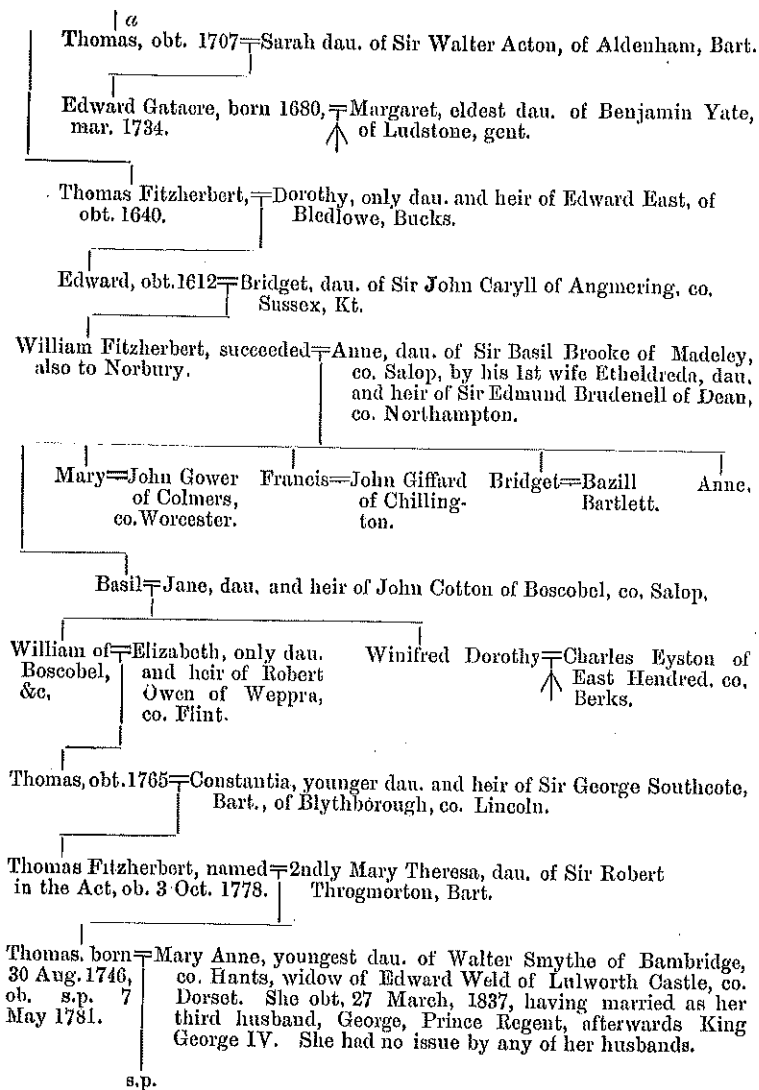 a
Thomas, obt. 1707=Sarah dau. of Sir Walter Acton, of Aldenham, Bart.
Edward Gatacre, born 1680,=Margaret, eldest dau. of Benjamin Yate,
mar. 1734. of Ludstone, gent.
Thomas Fitzherbert,=Dorothy, only dau. and heir of Edward East, of
obt. 1640. Bledlowe, Bucks.
Edward, obt. 1612=Bridget, dau. of Sir John Caryll of Angmering, co.
Sussex, Kt.
William Fitzherbert, succeeded=Anne, dau. of Sir Basil Brooke of Madeley,
also to Norbury. co. Salop, by his 1st wife Etheldreda, dau.
and heir of Sir Edmund Brudenell of Dean,
co. Northampton.
Mary=John Gower Francis=John Giffard Bridget=Bazill Anne.
of Colmers, of Chilling- Bartlett.
co. Worcester. ton.
Basil=Jane, dau. and heir of John Cotton of Boscobel, co. Salop.
William of=Elizabeth, only dau. Winifred Dorothy=Charles Eyston of
Boscobel, and heir of Robert East Hendred, co.
&c. Owen of Weppra, Berks.
co. Flint.
Thomas, obt. 1765=Constantia, younger dau. and heir of Sir George Southcote,
Bart., of Blythborough, co. Lincoln.
Thomas Fitzherbert, named=2ndly Mary Theresa, dau. of Sir Robert
in the Act, ob. 3 Oct. 1778. Throgmorton, Bart.
Thomas, born=Mary Anne, youngest dau. of Walter Smythe of Bambridge,
30 Aug. 1746, co. Hants, widow of Edward Weld of Lulworth Castle, co.
ob. s.p. 7 Dorset. She obt, 27 March, 1837, having married as her
May 1781. third husband, George, Prince Regent, afterwards King
George IV. She had no issue by any of her husbands.
s.p.